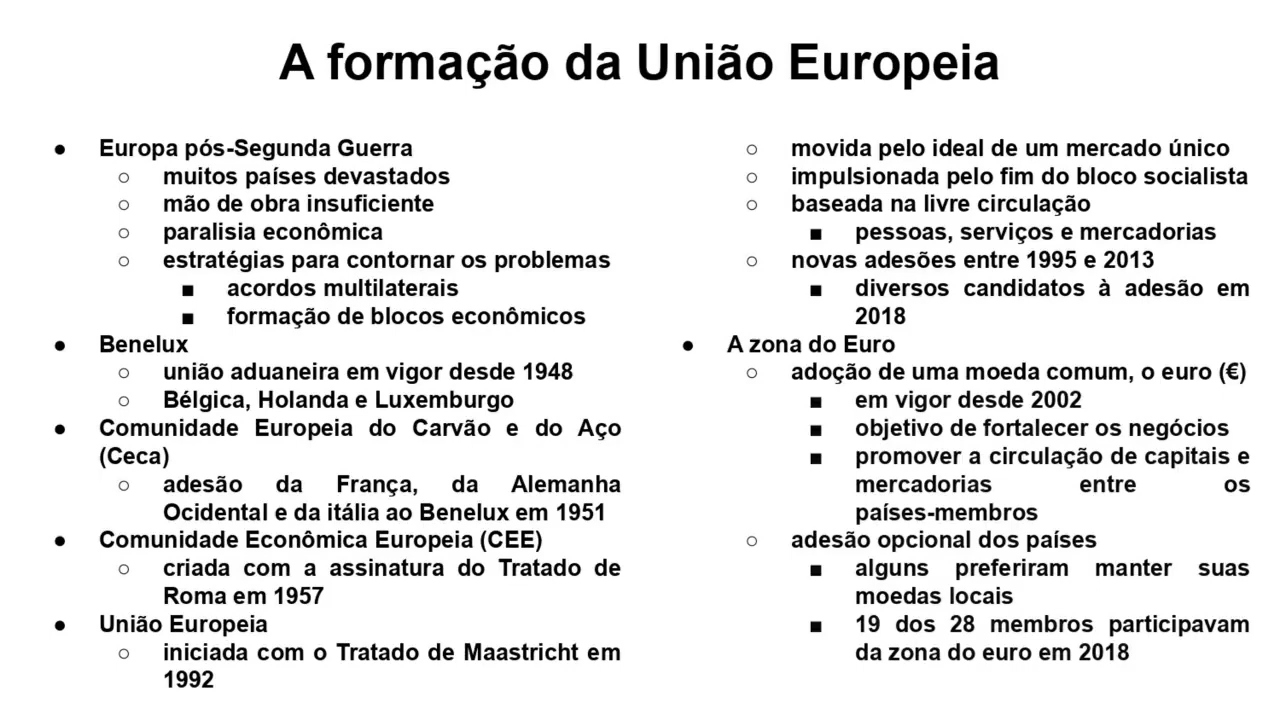 A formação da União Europeia
● Europa pós-Segunda Guerra
○ muitos países devastados
○ mão de obra insuficiente
○ paralisia econômica
○ estratégias para contornar os problemas
■ acordos multilaterais
■ formação de blocos econômicos
● Benelux
○ união aduaneira em vigor desde 1948
○ Bélgica, Holanda e Luxemburgo
● Comunidade Europeia do Carvão e do Aço
(Ceca)
○ adesão da França, da Alemanha
Ocidental e da itália ao Benelux em 1951
● Comunidade Econômica Europeia (CEE)
○ criada com a assinatura do Tratado de
Roma em 1957
● União Europeia
○ iniciada com o Tratado de Maastricht em
1992
○ movida pelo ideal de um mercado único
○ impulsionada pelo fim do bloco socialista
○ baseada na livre circulação
■ pessoas, serviços e mercadorias
○ novas adesões entre 1995 e 2013
■ diversos candidatos à adesão em
2018
● A zona do Euro
○ adoção de uma moeda comum, o euro (€)
■ em vigor desde 2002
■ objetivo de fortalecer os negócios
■ promover a circulação de capitais e
mercadorias entre os
países-membros
○ adesão opcional dos países
■ alguns preferiram manter suas
moedas locais
■ 19 dos 28 membros participavam
da zona do euro em 2018